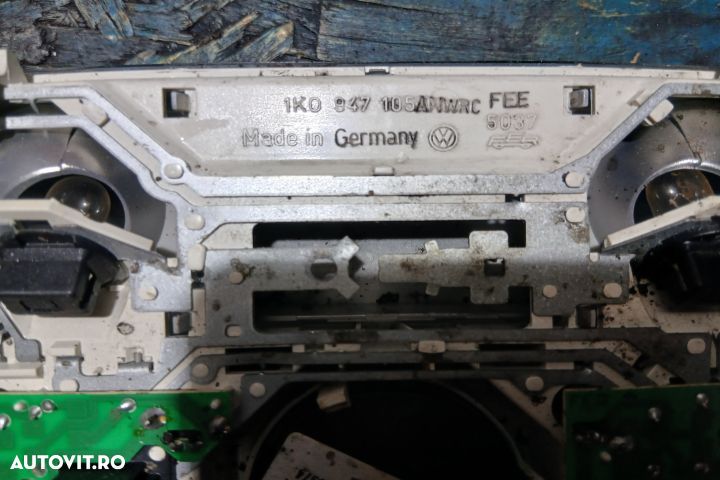 1K0 947 105ANWRC FEE
5037
Made in Germany
AUTOVIT.RO